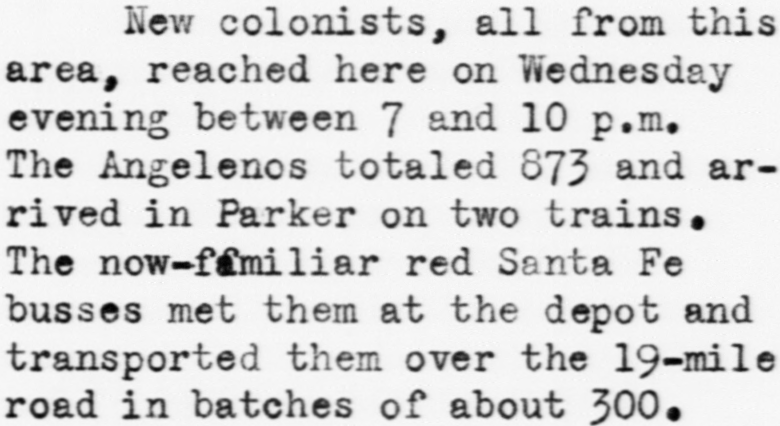 New colonists, all from this
area, reached here on Wednesday
evening between 7 and 10 p.m.
The Angelenos totaled 873 and ar-
rived in Parker on two trains.
The now-familiar red Santa Fe
busses met them at the depot and
transported them over the 19-mile
road in batches of about 300.